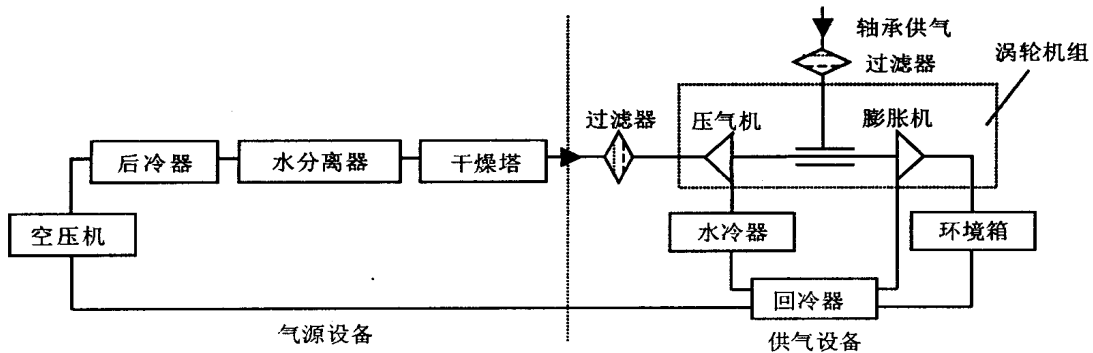 轴承供气
过滤器
涡轮机组
过滤器
压气机
膨胀机
后冷器
水分离器
干燥塔
空压机
水冷器
环境箱
回冷器
气源设备
供气设备